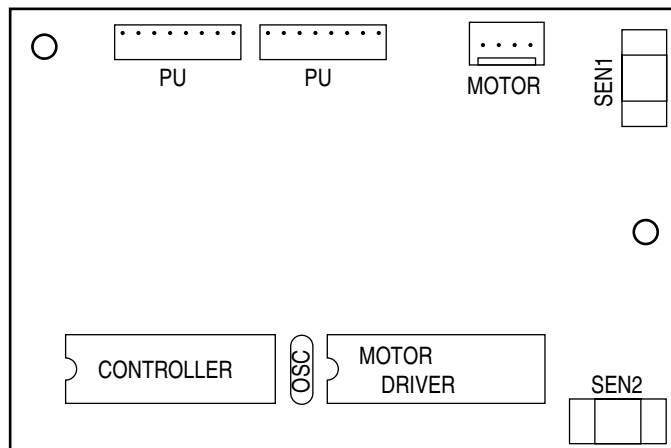 PU
PU
MOTOR
SEN1
CONTROLLER
OSC
MOTOR
DRIVER
SEN2